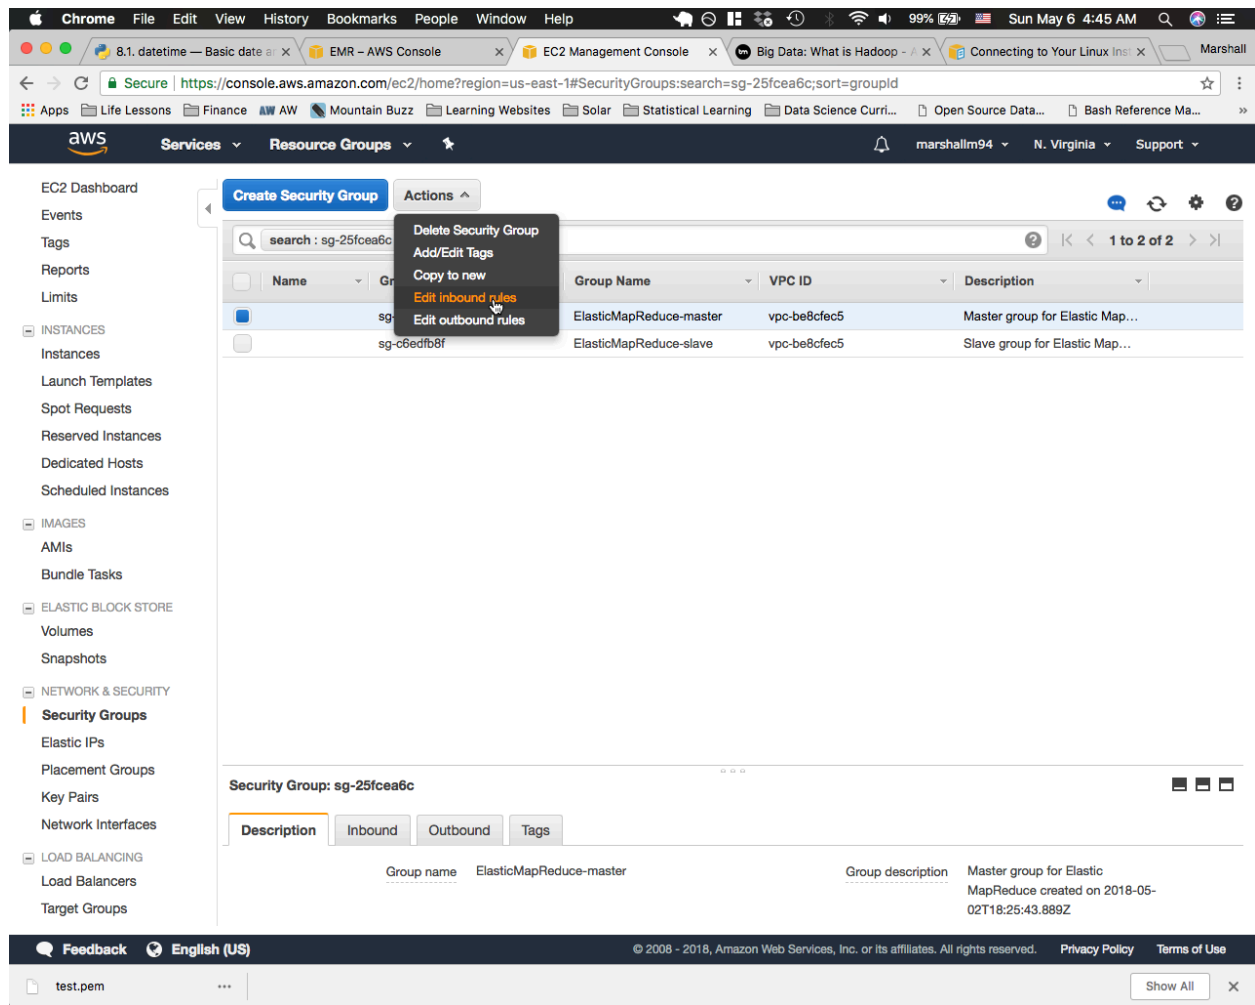 Chrome File Edit View History Bookmarks People Window Help 99% Sun May 6 4:45 AM
8.1. datetime — Basic date ar EMR – AWS Console EC2 Management Console Big Data: What is Hadoop - A Connecting to Your Linux Inst Marshall
Secure https://console.aws.amazon.com/ec2/home?region=us-east-1#SecurityGroups:search=sg-25fcea6c;sort=groupId
Apps Life Lessons Finance AW AW Mountain Buzz Learning Websites Solar Statistical Learning Data Science Curri... Open Source Data... Bash Reference Ma... »
aws Services Resource Groups marshallm94 N. Virginia Support
EC2 Dashboard
Events
Tags
Reports
Limits
INSTANCES
Instances
Launch Templates
Spot Requests
Reserved Instances
Dedicated Hosts
Scheduled Instances
IMAGES
AMIs
Bundle Tasks
ELASTIC BLOCK STORE
Volumes
Snapshots
NETWORK & SECURITY
Security Groups
Elastic IPs
Placement Groups
Key Pairs
Network Interfaces
LOAD BALANCING
Load Balancers
Target Groups
Create Security Group Actions
Delete Security Group
Add/Edit Tags
Copy to new
Edit inbound rules
Edit outbound rules
search : sg-25fcea6c 1 to 2 of 2
Name Gr Group Name VPC ID Description
sg- ElasticMapReduce-master vpc-be8cfec5 Master group for Elastic Map...
sg-c6edfb8f ElasticMapReduce-slave vpc-be8cfec5 Slave group for Elastic Map...
Security Group: sg-25fcea6c
Description Inbound Outbound Tags
Group name ElasticMapReduce-master Group description Master group for Elastic
MapReduce created on 2018-05-
02T18:25:43.889Z
Feedback English (US) © 2008 - 2018, Amazon Web Services, Inc. or its affiliates. All rights reserved. Privacy Policy Terms of Use
test.pem Show All